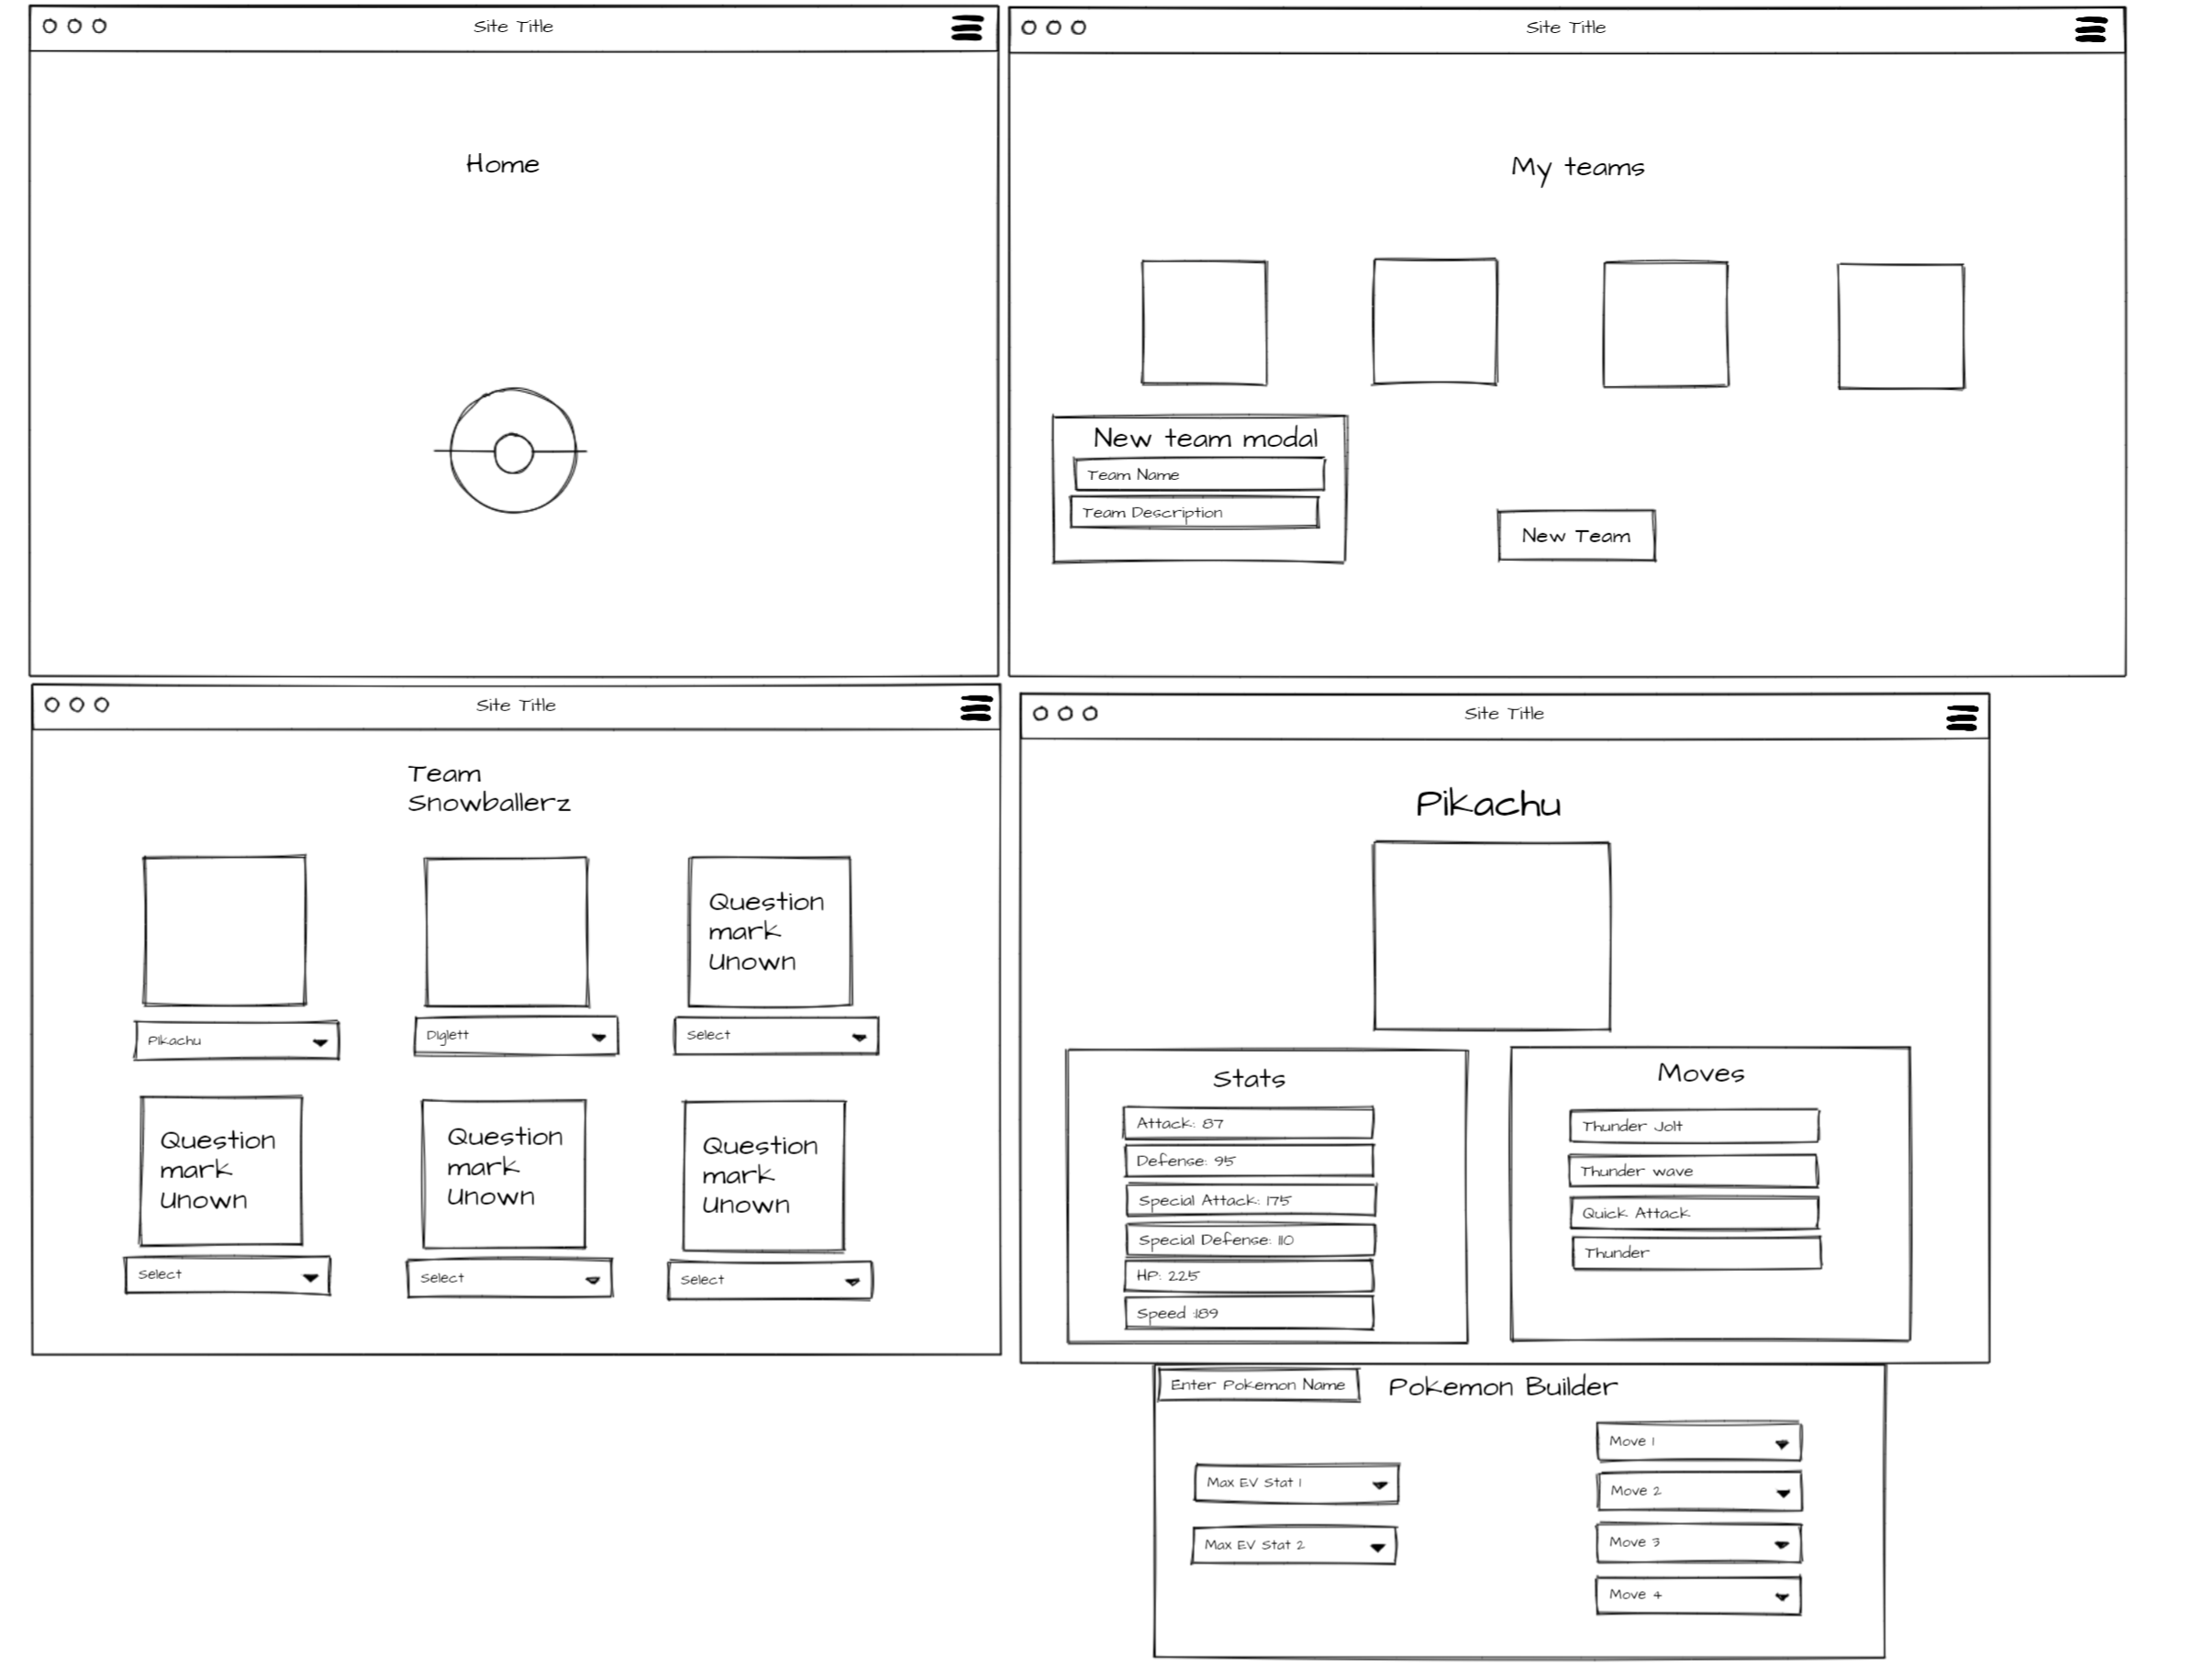 Site Title
Home
Site Title
My teams
New team modal
Team Name
Team Description
New Team
Site Title
Team
Snowballerz
Question
mark
Unown
Pikachu
Diglett
Select
Question
mark
Unown
Question
mark
Unown
Question
mark
Unown
Select
Select
Select
Site Title
Pikachu
Stats
Attack: 87
Defense: 95
Special Attack: 175
Special Defense: 110
HP: 225
Speed :189
Moves
Thunder Jolt
Thunder wave
Quick Attack
Thunder
Enter Pokemon Name
Pokemon Builder
Max EV Stat 1
Max EV Stat 2
Move 1
Move 2
Move 3
Move 4